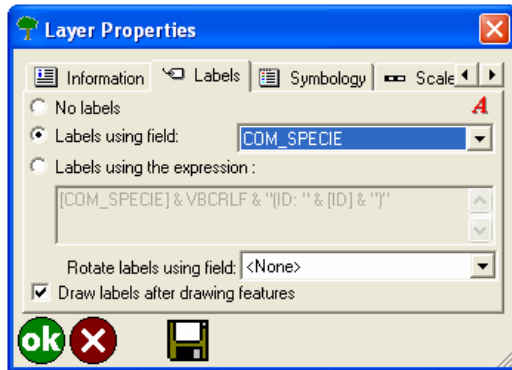 Layer Properties
Information Labels Symbology Scale
No labels
A
Labels using field: COM_SPECIE
Labels using the expression :
[COM_SPECIE] & VBCRLF & "(ID: " & [ID] & ")"
Rotate labels using field: <None>
Draw labels after drawing features
ok